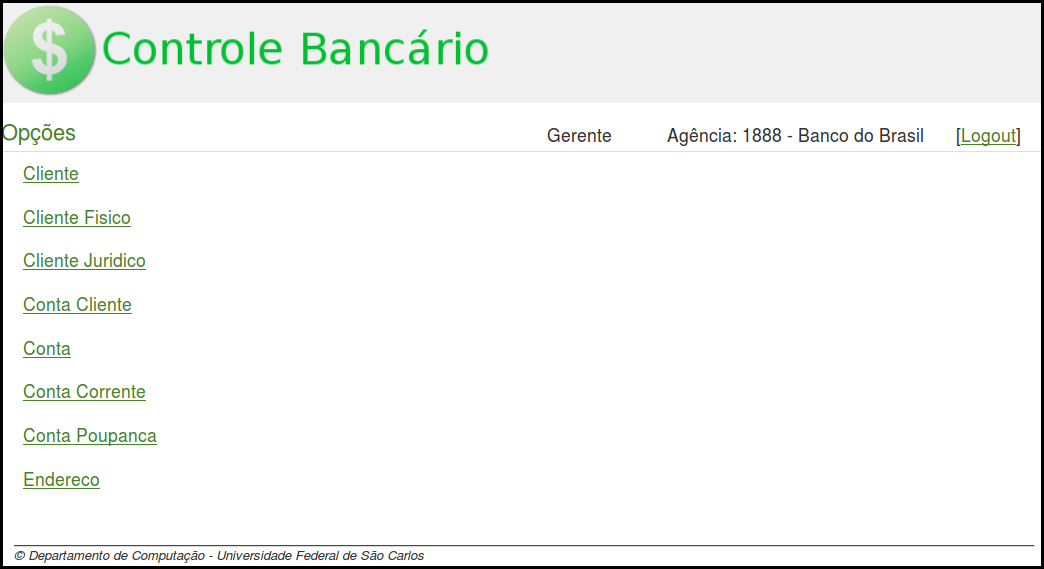 $ Controle Bancário
Opções Gerente Agência: 1888 - Banco do Brasil [Logout]
Cliente
Cliente Fisico
Cliente Juridico
Conta Cliente
Conta
Conta Corrente
Conta Poupanca
Endereco
© Departamento de Computação - Universidade Federal de São Carlos